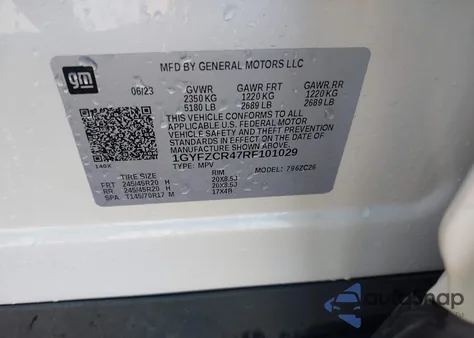 gm
MFD BY GENERAL MOTORS LLC
06/23 GVWR GAWR FRT GAWR RR
2350 KG 1220 KG 1220 KG
5180 LB 2689 LB 2689 LB
THIS VEHICLE CONFORMS TO ALL
APPLICABLE U.S. FEDERAL MOTOR
VEHICLE SAFETY, BUMPER, AND THEFT
PREVENTION STANDARDS IN EFFECT ON
THE DATE OF MANUFACTURE SHOWN ABOVE.
1GYFZCR47RF101029
TYPE: MPV MODEL: 796ZC26
TIRE SIZE RIM
FRT 245/45R20 H 20X8.5J
RR 245/45R20 H 20X8.5J
SPA T145/70R17 M 17X4B